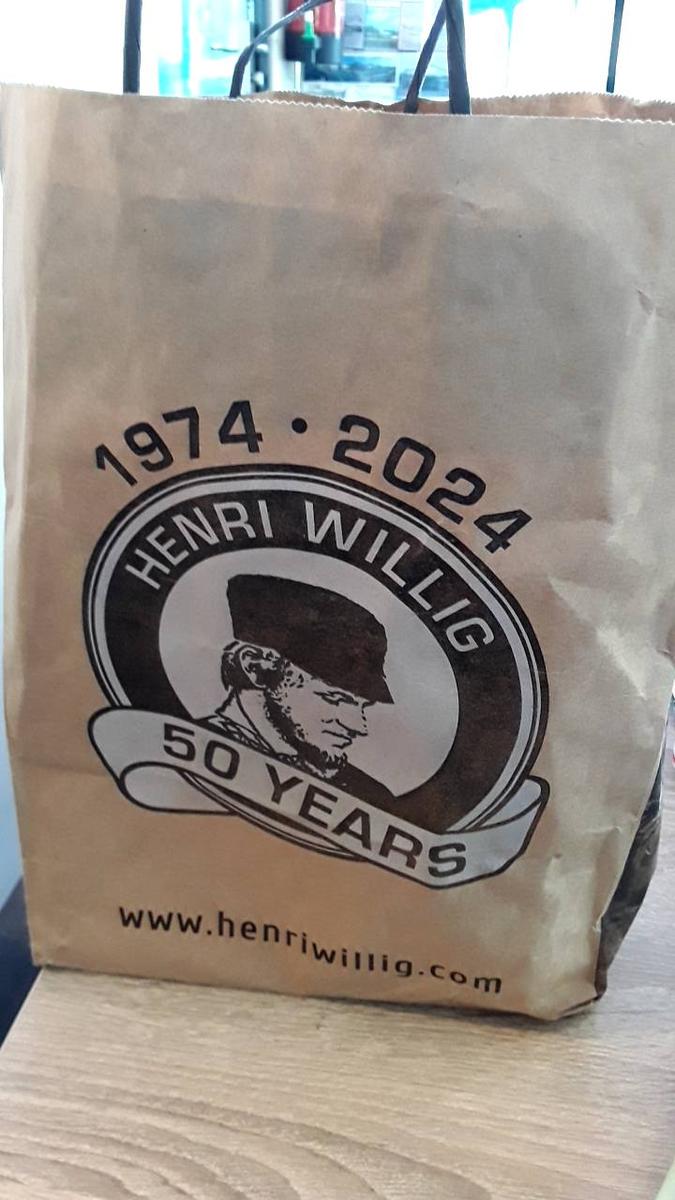 1974 • 2024
HENRI WILLIG
50 YEARS
www.henriwillig.com